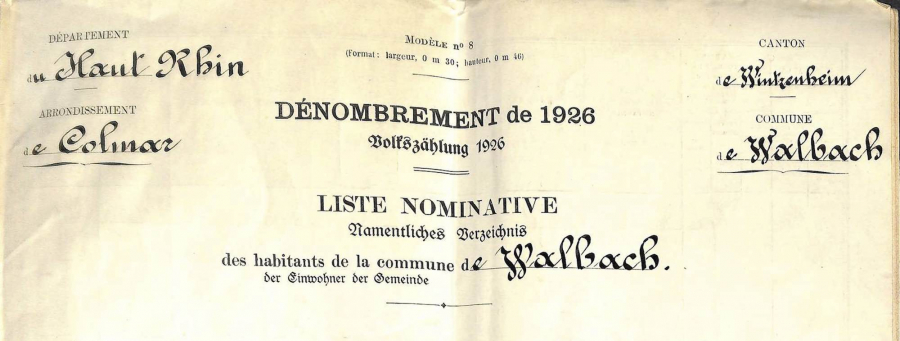 DÉPARTEMENT
du Haut Rhin
ARRONDISSEMENT
de Colmar
MODÈLE nº 8
(Format: largeur, 0 m 30; hauteur, 0 m 46)
DÉNOMBREMENT de 1926
Volkszählung 1926
CANTON
de Wintzenheim
COMMUNE
de Walbach
LISTE NOMINATIVE
Namentliches Verzeichnis
des habitants de la commune de Walbach.
der Einwohner der Gemeinde